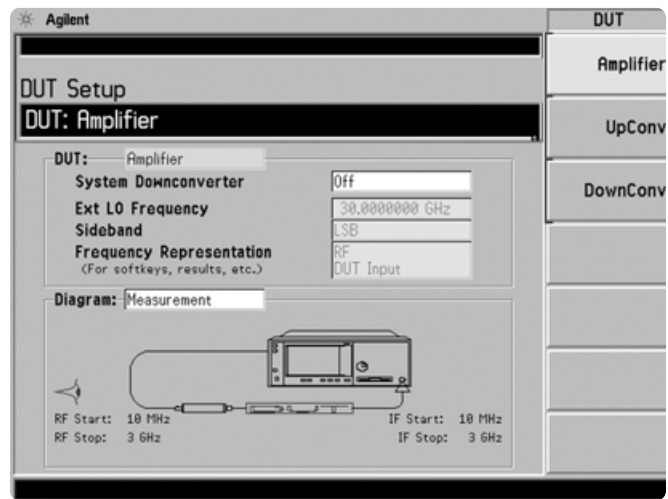 Agilent
DUT
DUT Setup
DUT: Amplifier
Amplifier
UpConv
DownConv
DUT: Amplifier
System Downconverter Off
Ext LO Frequency 30.0000000 GHz
Sideband LSB
Frequency Representation RF
(For softkeys, results, etc.) DUT Input
Diagram: Measurement
RF Start: 10 MHz IF Start: 10 MHz
RF Stop: 3 GHz IF Stop: 3 GHz